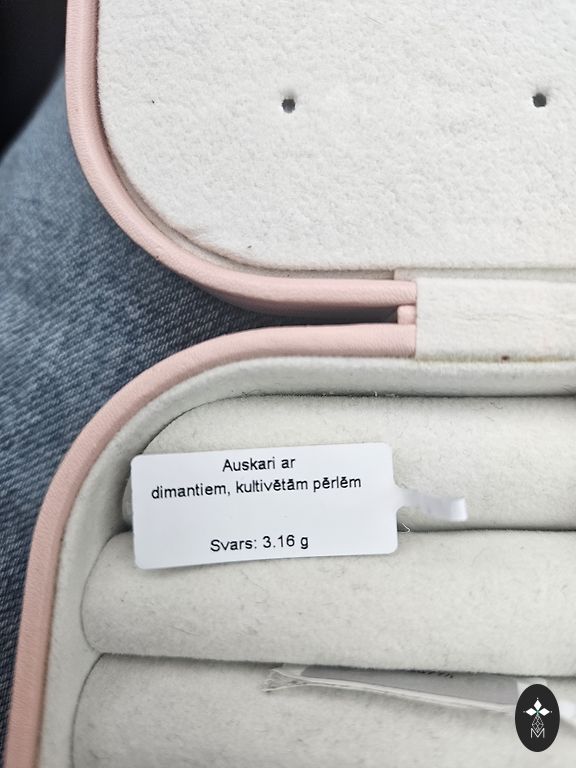 Auskari ar
dimantiem, kultivētām pērlēm
Svars: 3.16 g
M